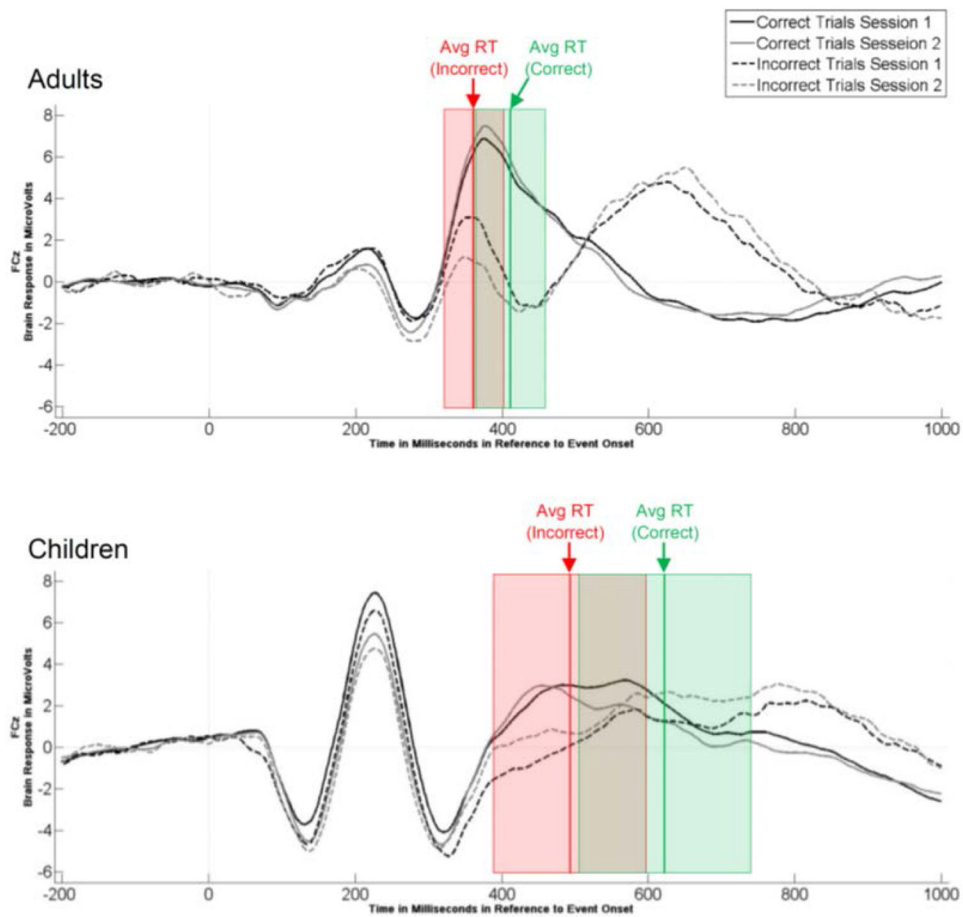 Correct Trials Session 1
Correct Trials Sesseion 2
Incorrect Trials Session 1
Incorrect Trials Session 2
Adults
Avg RT
(Incorrect)
Avg RT
(Correct)
FCz
Brain Response in MicroVolts
8
6
4
2
0
-2
-4
-6
-200
0
200
400
600
800
1000
Time in Milliseconds in Reference to Event Onset
Children
Avg RT
(Incorrect)
Avg RT
(Correct)
FCz
Brain Response in MicroVolts
8
6
4
2
0
-2
-4
-6
-200
0
200
400
600
800
1000
Time in Milliseconds in Reference to Event Onset